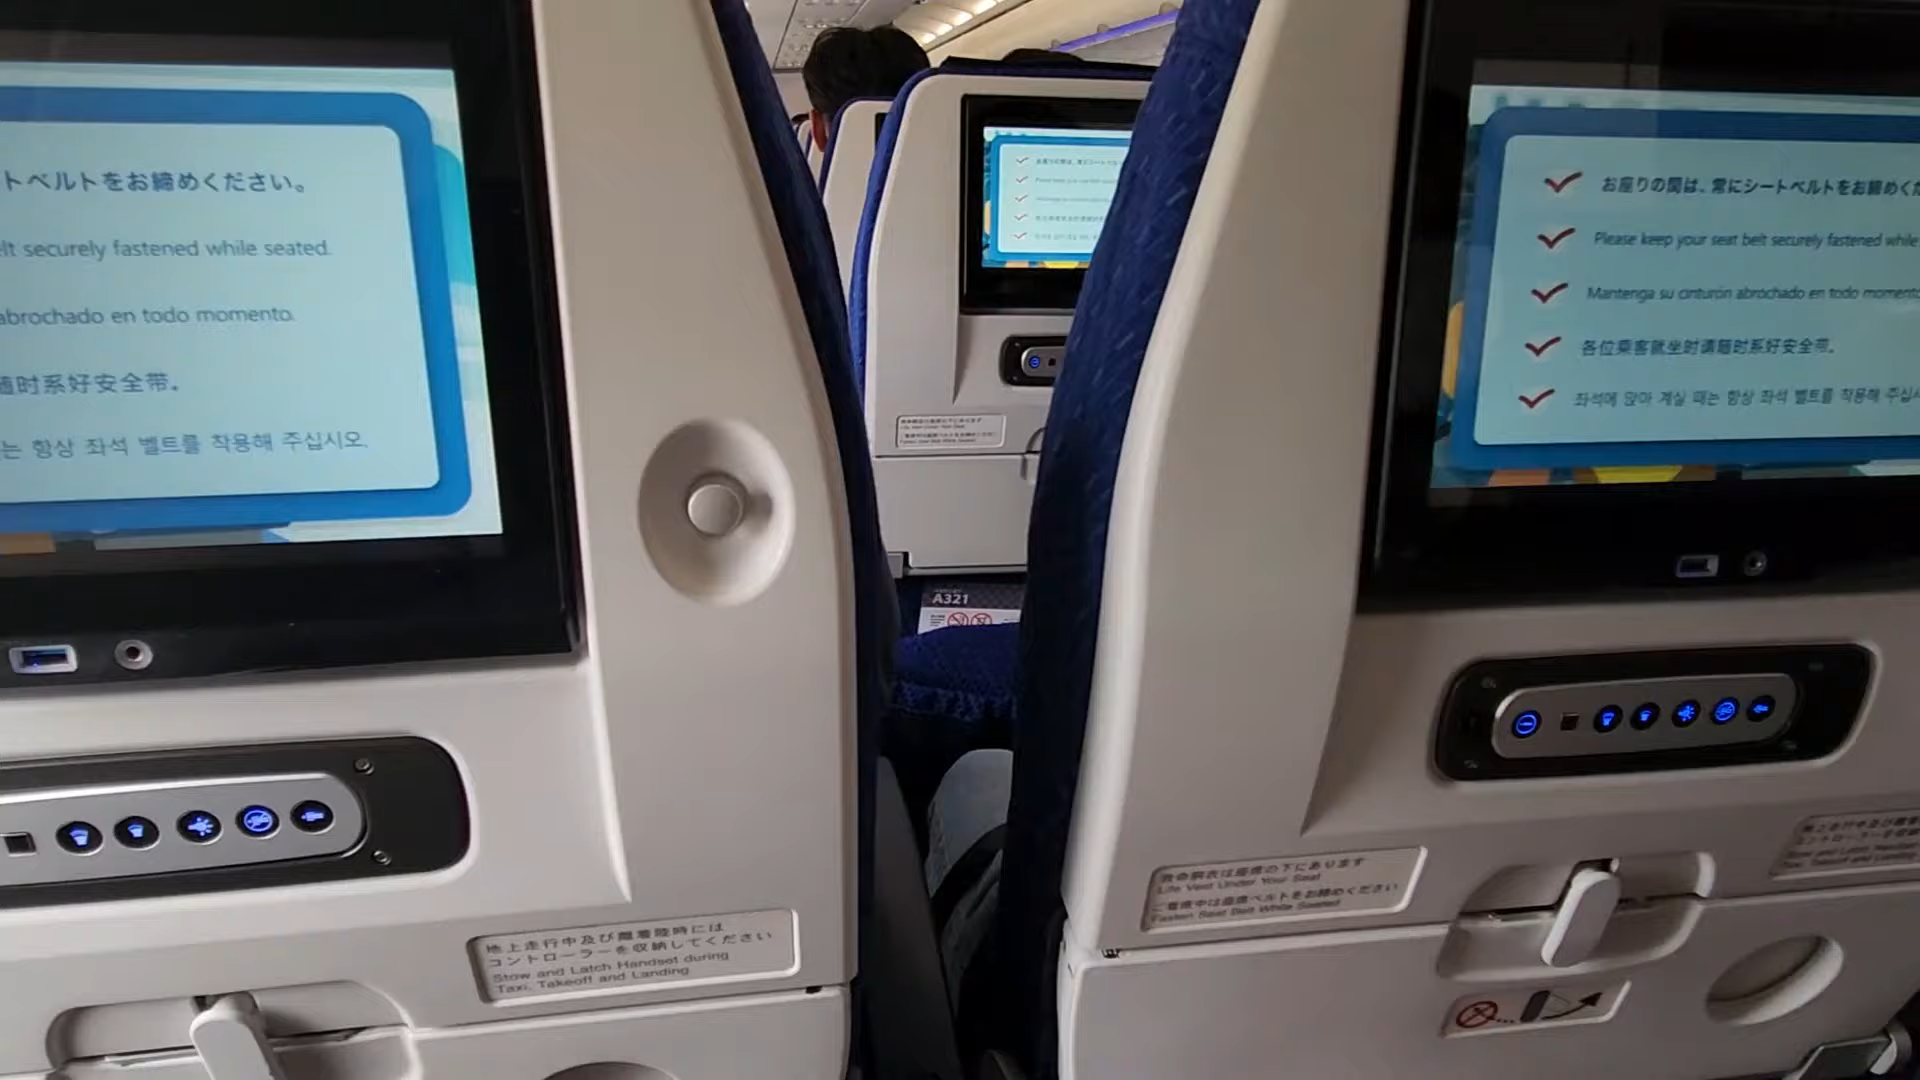 トベルトをお締めください。
elt securely fastened while seated.
abrochado en todo momento.
随时系好安全带。
는 항상 좌석 벨트를 착용해 주십시오.
地上走行中及び離着陸時には
コントローラーを収納してください
Stow and Latch Handset during
Taxi, Takeoff and Landing
A321
お座りの間は、常にシートベルトをお締めくだ
Please keep your seat belt securely fastened while
Mantenga su cinturón abrochado en todo momento
各位乘客就坐时请随时系好安全带。
좌석에 앉아 계실 때는 항상 좌석 벨트를 착용해 주십시
救命胴衣は座席の下にあります
Life Vest Under Your Seat
ご着席中は座席ベルトをお締めください
Fasten Seat Belt While Seated